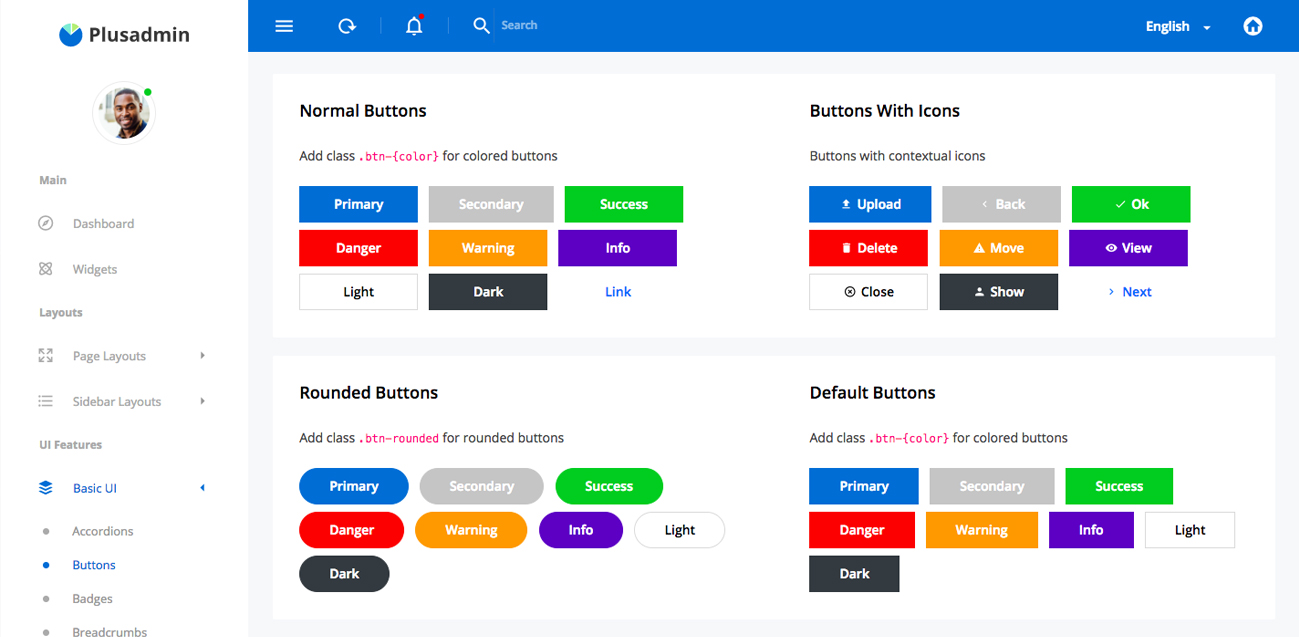 Plusadmin
Search
English
Main
Dashboard
Widgets
Layouts
Page Layouts
Sidebar Layouts
UI Features
Basic UI
Accordions
Buttons
Badges
Breadcrumbs
Normal Buttons
Add class .btn-{color} for colored buttons
Primary Secondary Success
Danger Warning Info
Light Dark Link
Buttons With Icons
Buttons with contextual icons
Upload Back Ok
Delete Move View
Close Show Next
Rounded Buttons
Add class .btn-rounded for rounded buttons
Primary Secondary Success
Danger Warning Info Light
Dark
Default Buttons
Add class .btn-{color} for colored buttons
Primary Secondary Success
Danger Warning Info Light
Dark